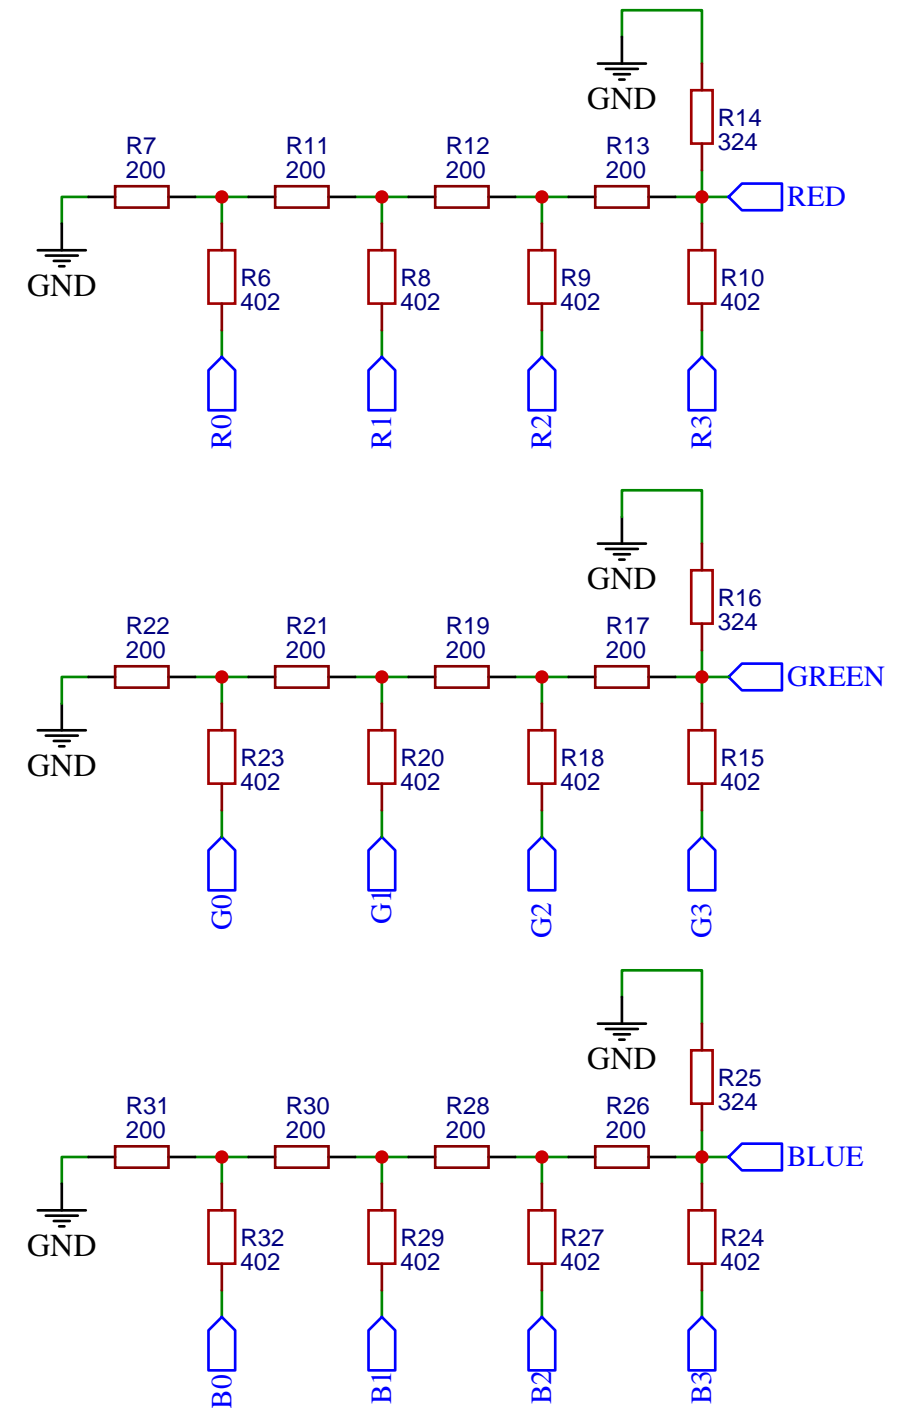 GND
R14
324
R7
200
R11
200
R12
200
R13
200
RED
GND
R6
402
R8
402
R9
402
R10
402
R0
R1
R2
R3
GND
R16
324
R22
200
R21
200
R19
200
R17
200
GREEN
GND
R23
402
R20
402
R18
402
R15
402
G0
G1
G2
G3
GND
R25
324
R31
200
R30
200
R28
200
R26
200
BLUE
GND
R32
402
R29
402
R27
402
R24
402
B0
B1
B2
B3